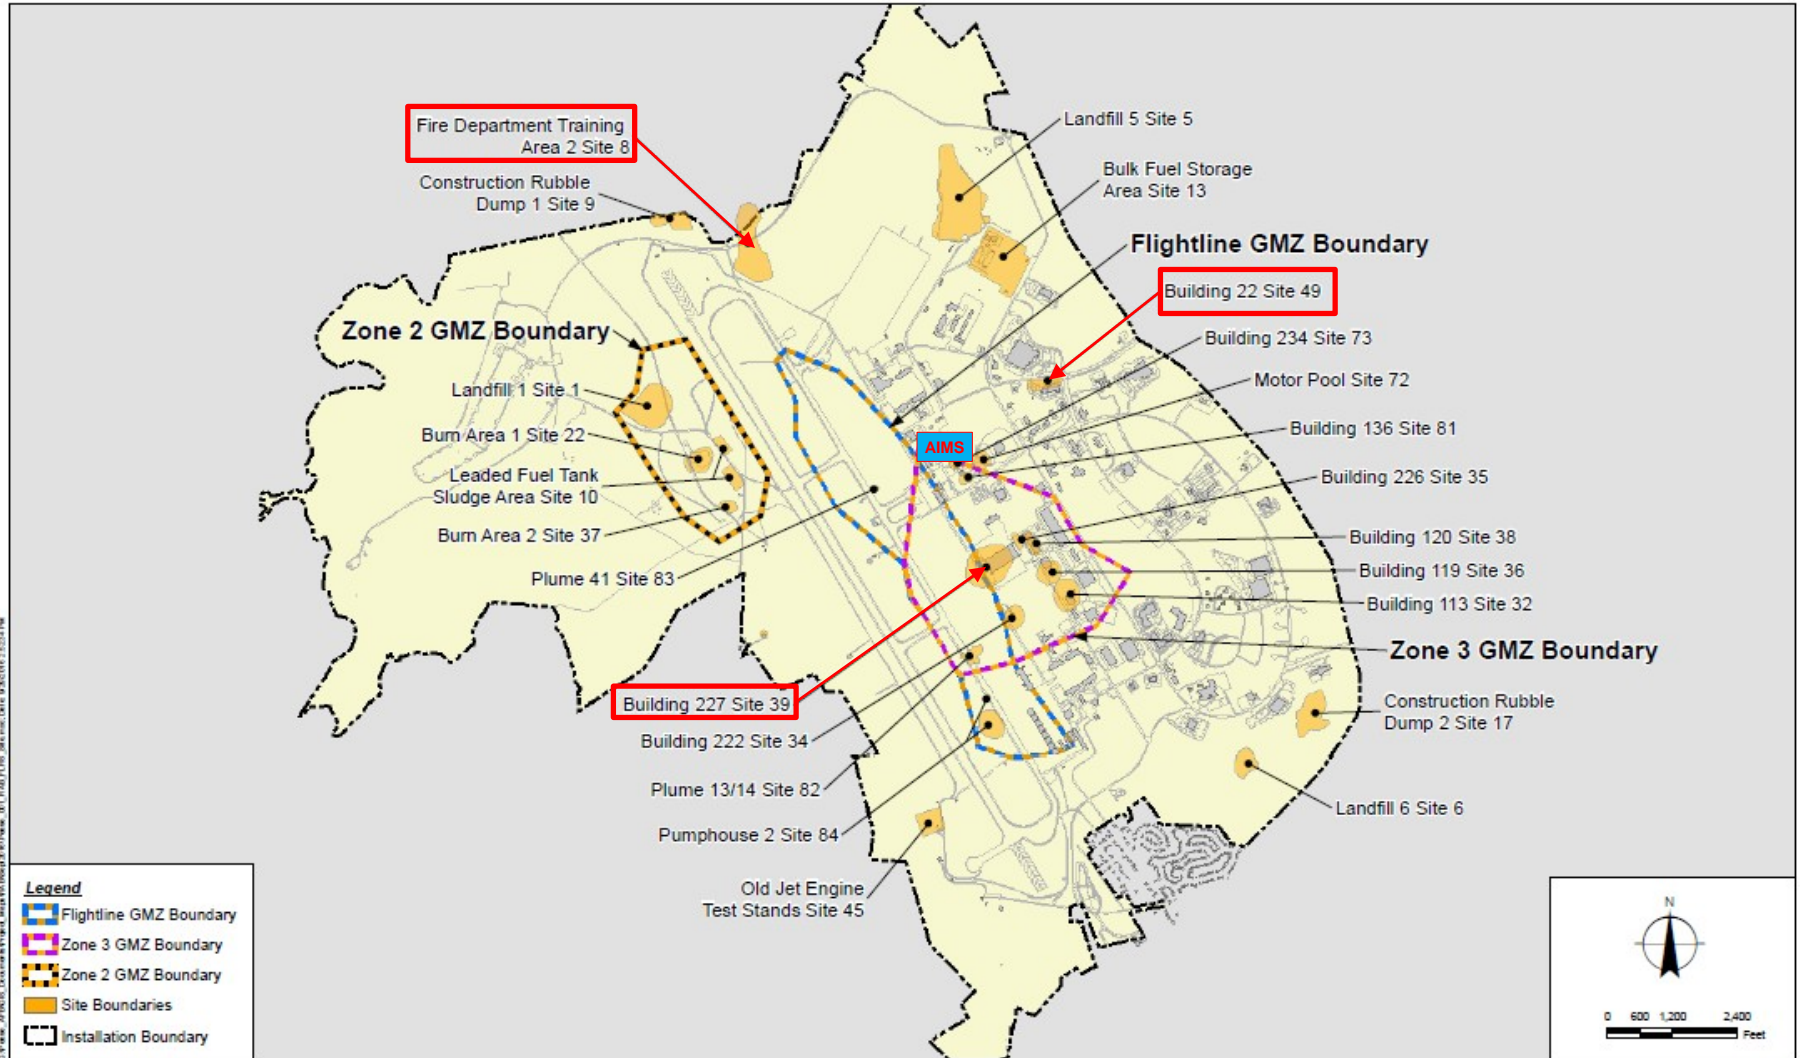 Fire Department Training
Area 2 Site 8
Construction Rubble
Dump 1 Site 9
Landfill 5 Site 5
Bulk Fuel Storage
Area Site 13
Flightline GMZ Boundary
Building 22 Site 49
Zone 2 GMZ Boundary
Building 234 Site 73
Landfill 1 Site 1
Motor Pool Site 72
Burn Area 1 Site 22
AIMS
Building 136 Site 81
Leaded Fuel Tank
Sludge Area Site 10
Building 226 Site 35
Burn Area 2 Site 37
Building 120 Site 38
Plume 41 Site 83
Building 119 Site 36
Building 113 Site 32
Zone 3 GMZ Boundary
Building 227 Site 39
Construction Rubble
Dump 2 Site 17
Building 222 Site 34
Plume 13/14 Site 82
Landfill 6 Site 6
Pumphouse 2 Site 84
Old Jet Engine
Test Stands Site 45
Legend
Flightline GMZ Boundary
Zone 3 GMZ Boundary
Zone 2 GMZ Boundary
Site Boundaries
Installation Boundary
N
0 600 1,200 2,400
Feet